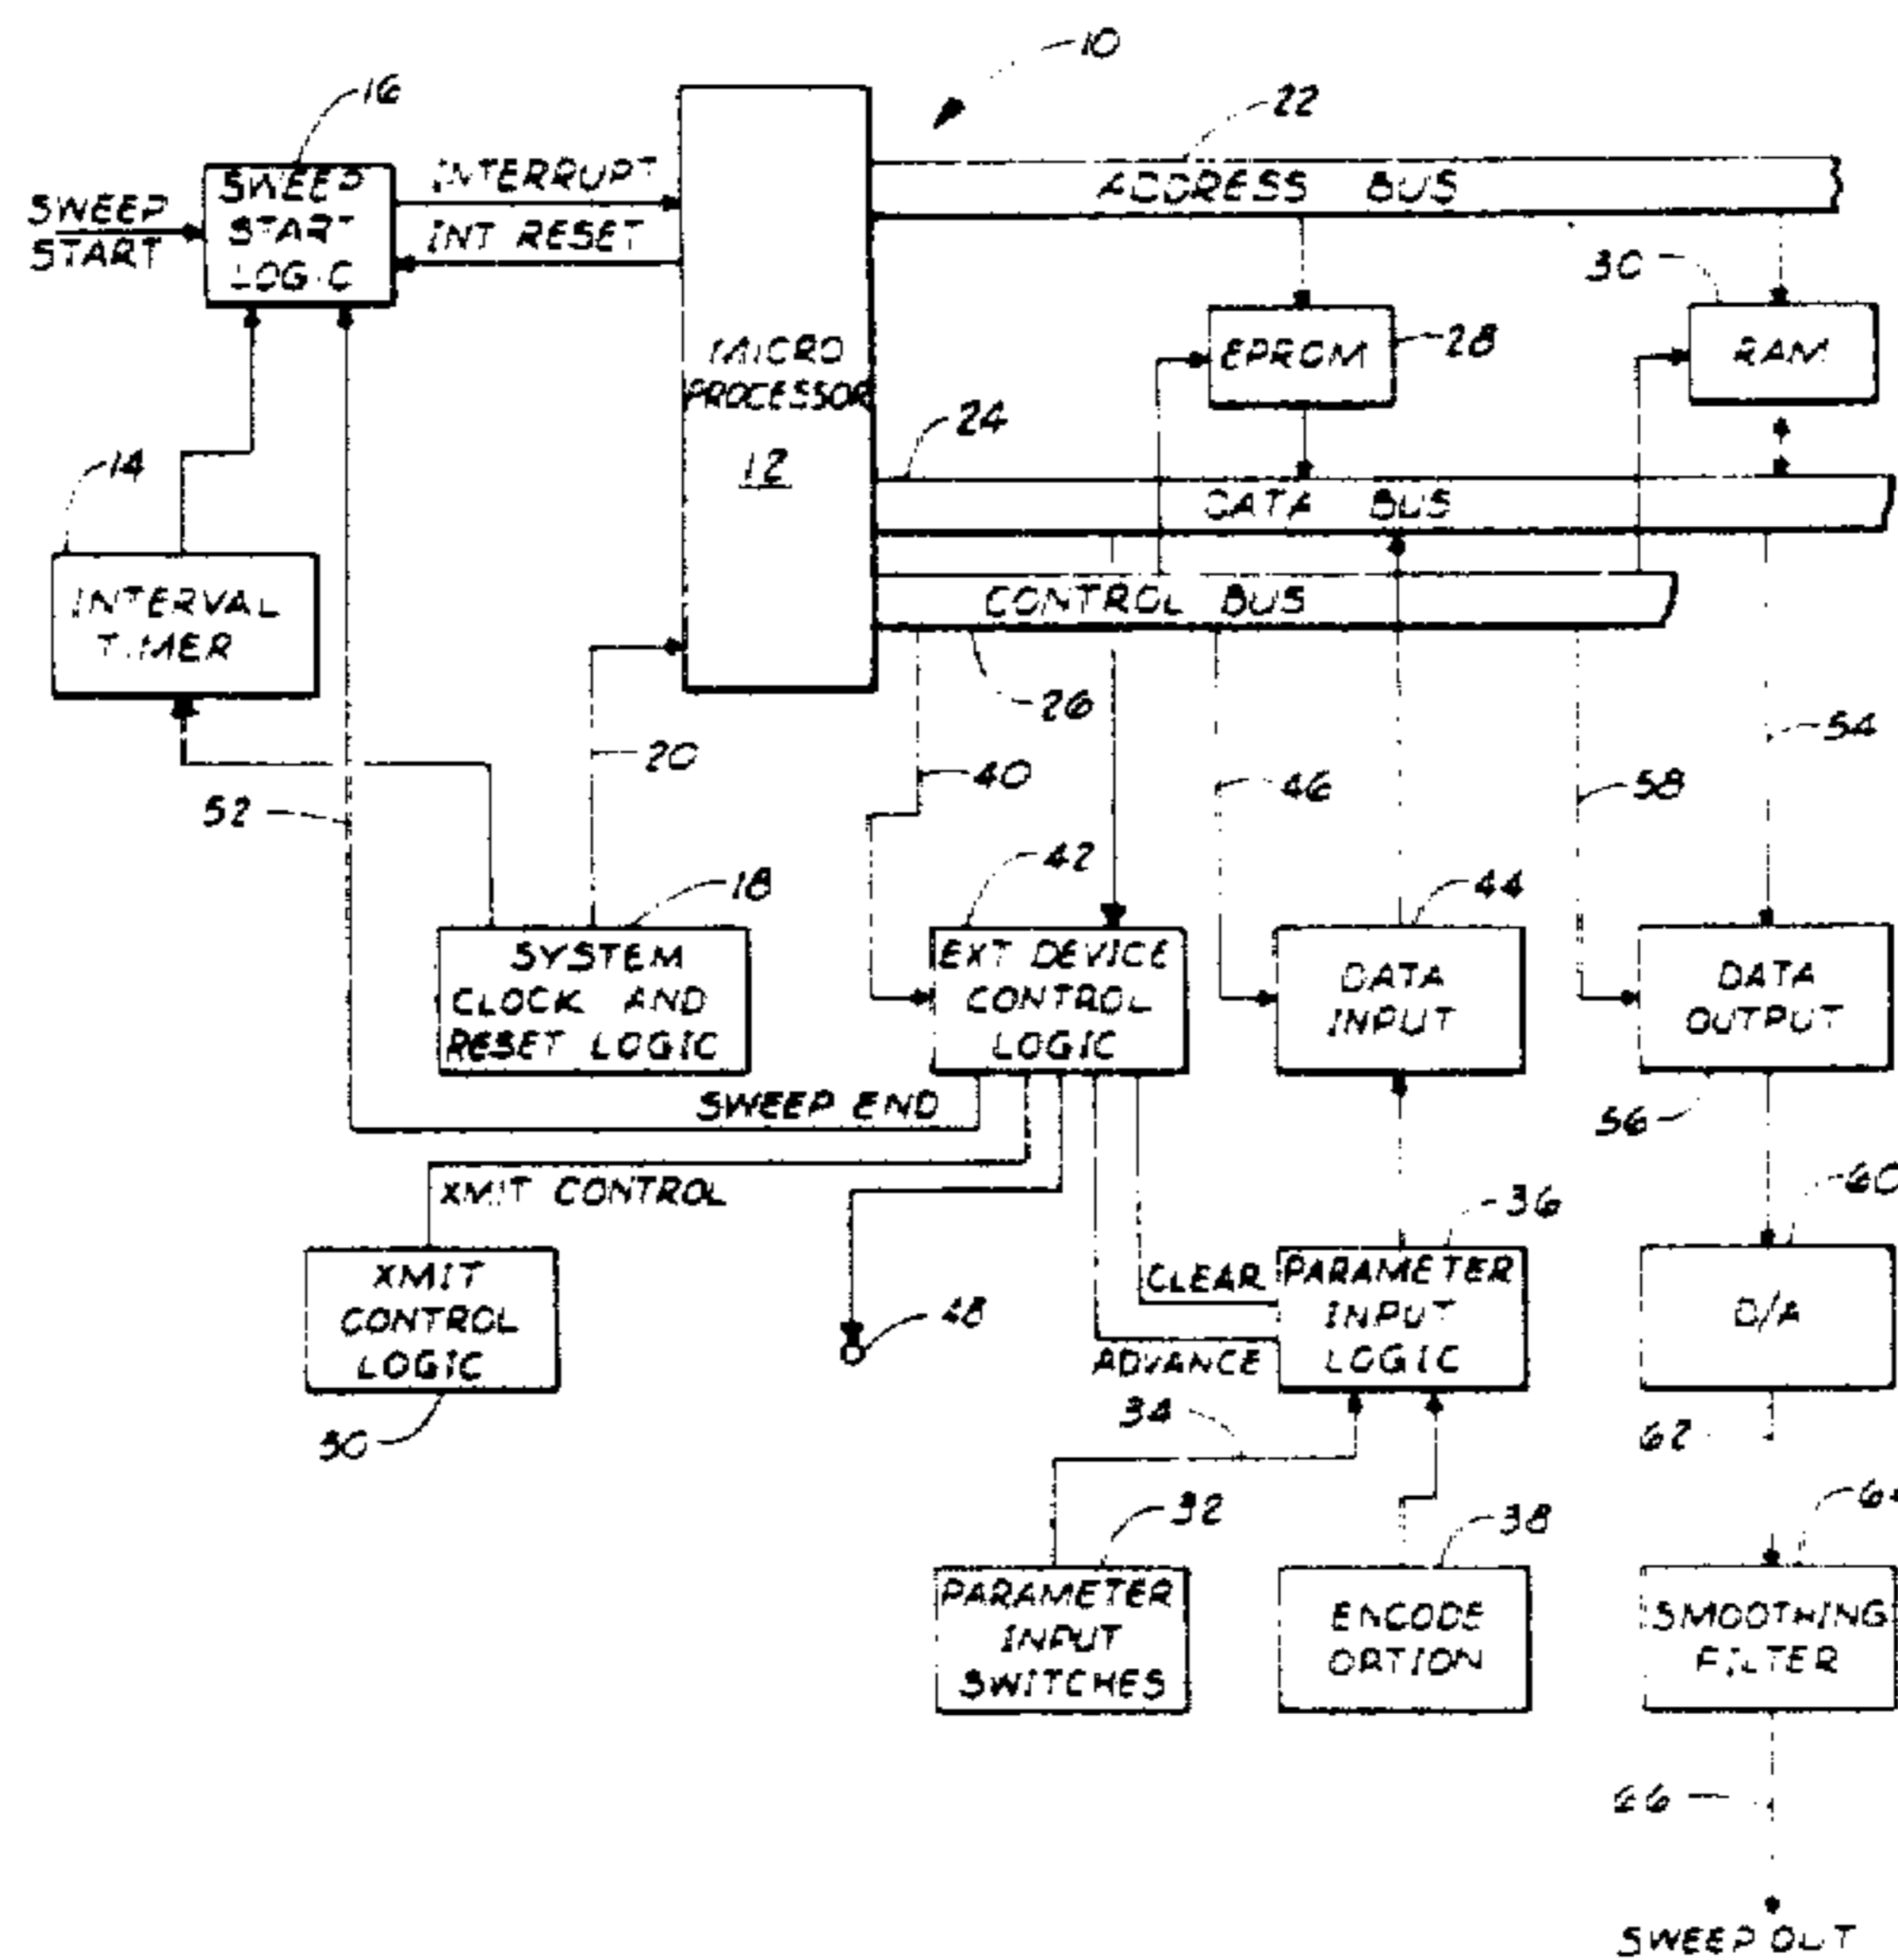 10
16
22
SWEEP START
SWEEP
START
LOGIC
INTERRUPT
INT RESET
ADDRESS BUS
30
MICRO
PROCESSOR
12
EPROM
28
RAM
24
DATA BUS
14
INTERVAL
TIMER
CONTROL BUS
26
52
20
40
46
58
54
18
42
44
SYSTEM
CLOCK AND
RESET LOGIC
EXT DEVICE
CONTROL
LOGIC
DATA
INPUT
DATA
OUTPUT
SWEEP END
56
XMIT CONTROL
36
60
XMIT
CONTROL
LOGIC
48
CLEAR
ADVANCE
PARAMETER
INPUT
LOGIC
D/A
50
34
62
32
38
PARAMETER
INPUT
SWITCHES
ENCODE
OPTION
SMOOTHING
FILTER
66
SWEEP OUT